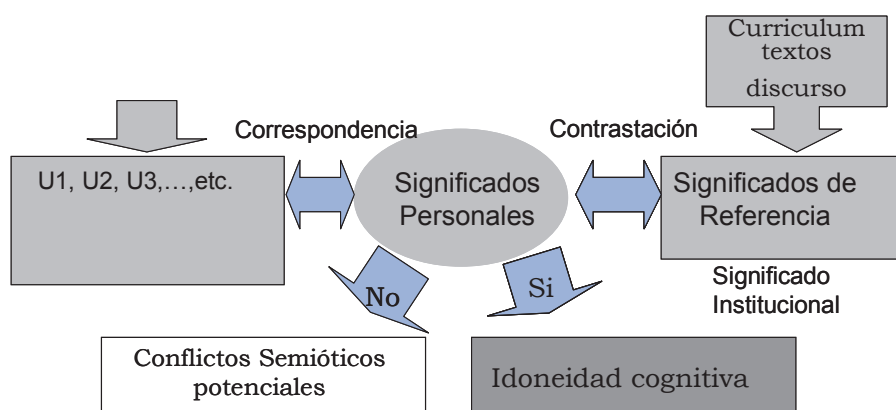 Curriculum
textos
discurso
Correspondencia
Contrastación
U1, U2, U3,...,etc.
Significados
Personales
Significados de
Referencia
Significado
Institucional
No
Si
Conflictos Semióticos
potenciales
Idoneidad cognitiva